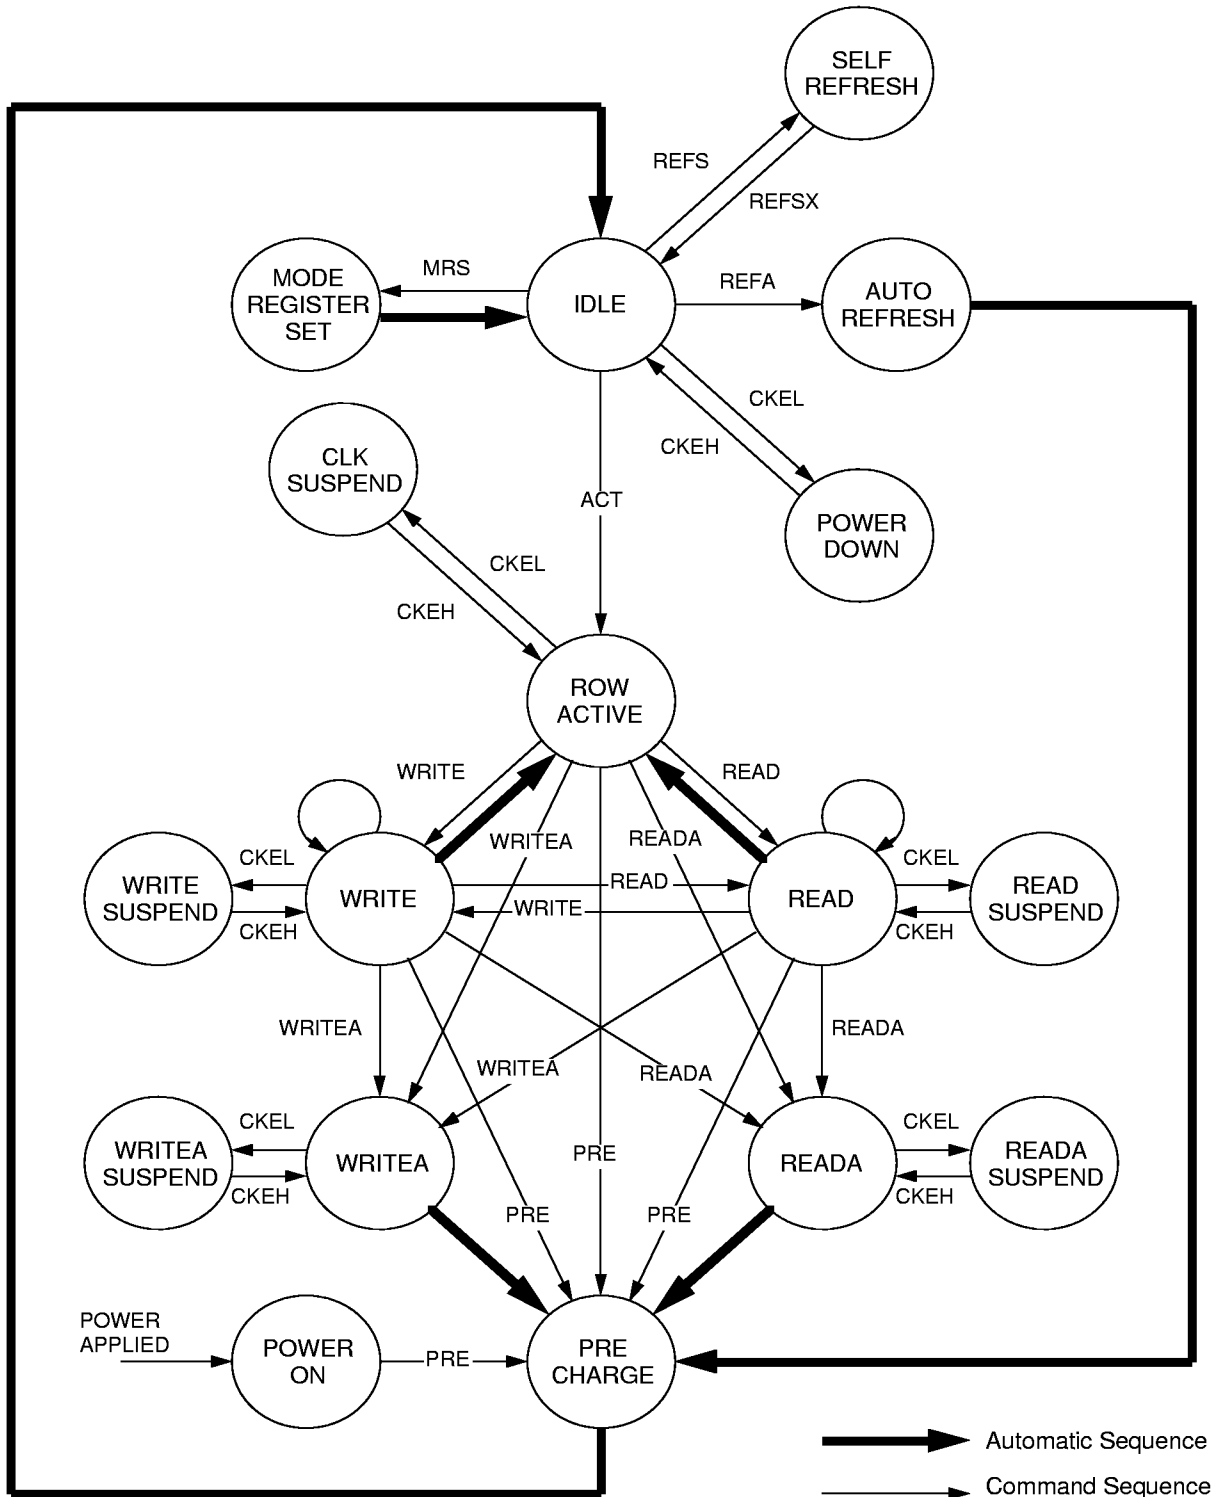 SELF
REFRESH
REFS
REFSX
MRS
REFA
MODE
REGISTER
SET
IDLE
AUTO
REFRESH
CKEL
CKEH
CLK
SUSPEND
ACT
POWER
DOWN
CKEL
CKEH
ROW
ACTIVE
WRITE
READ
WRITEA
READA
CKEL
CKEL
WRITE
SUSPEND
WRITE
READ
WRITE
READ
READ
SUSPEND
CKEH
CKEH
WRITEA
READA
WRITEA
READA
CKEL
CKEL
WRITEA
SUSPEND
WRITEA
PRE
READA
READA
SUSPEND
CKEH
CKEH
PRE
PRE
POWER
APPLIED
POWER
ON
PRE
PRE
CHARGE
Automatic Sequence
Command Sequence